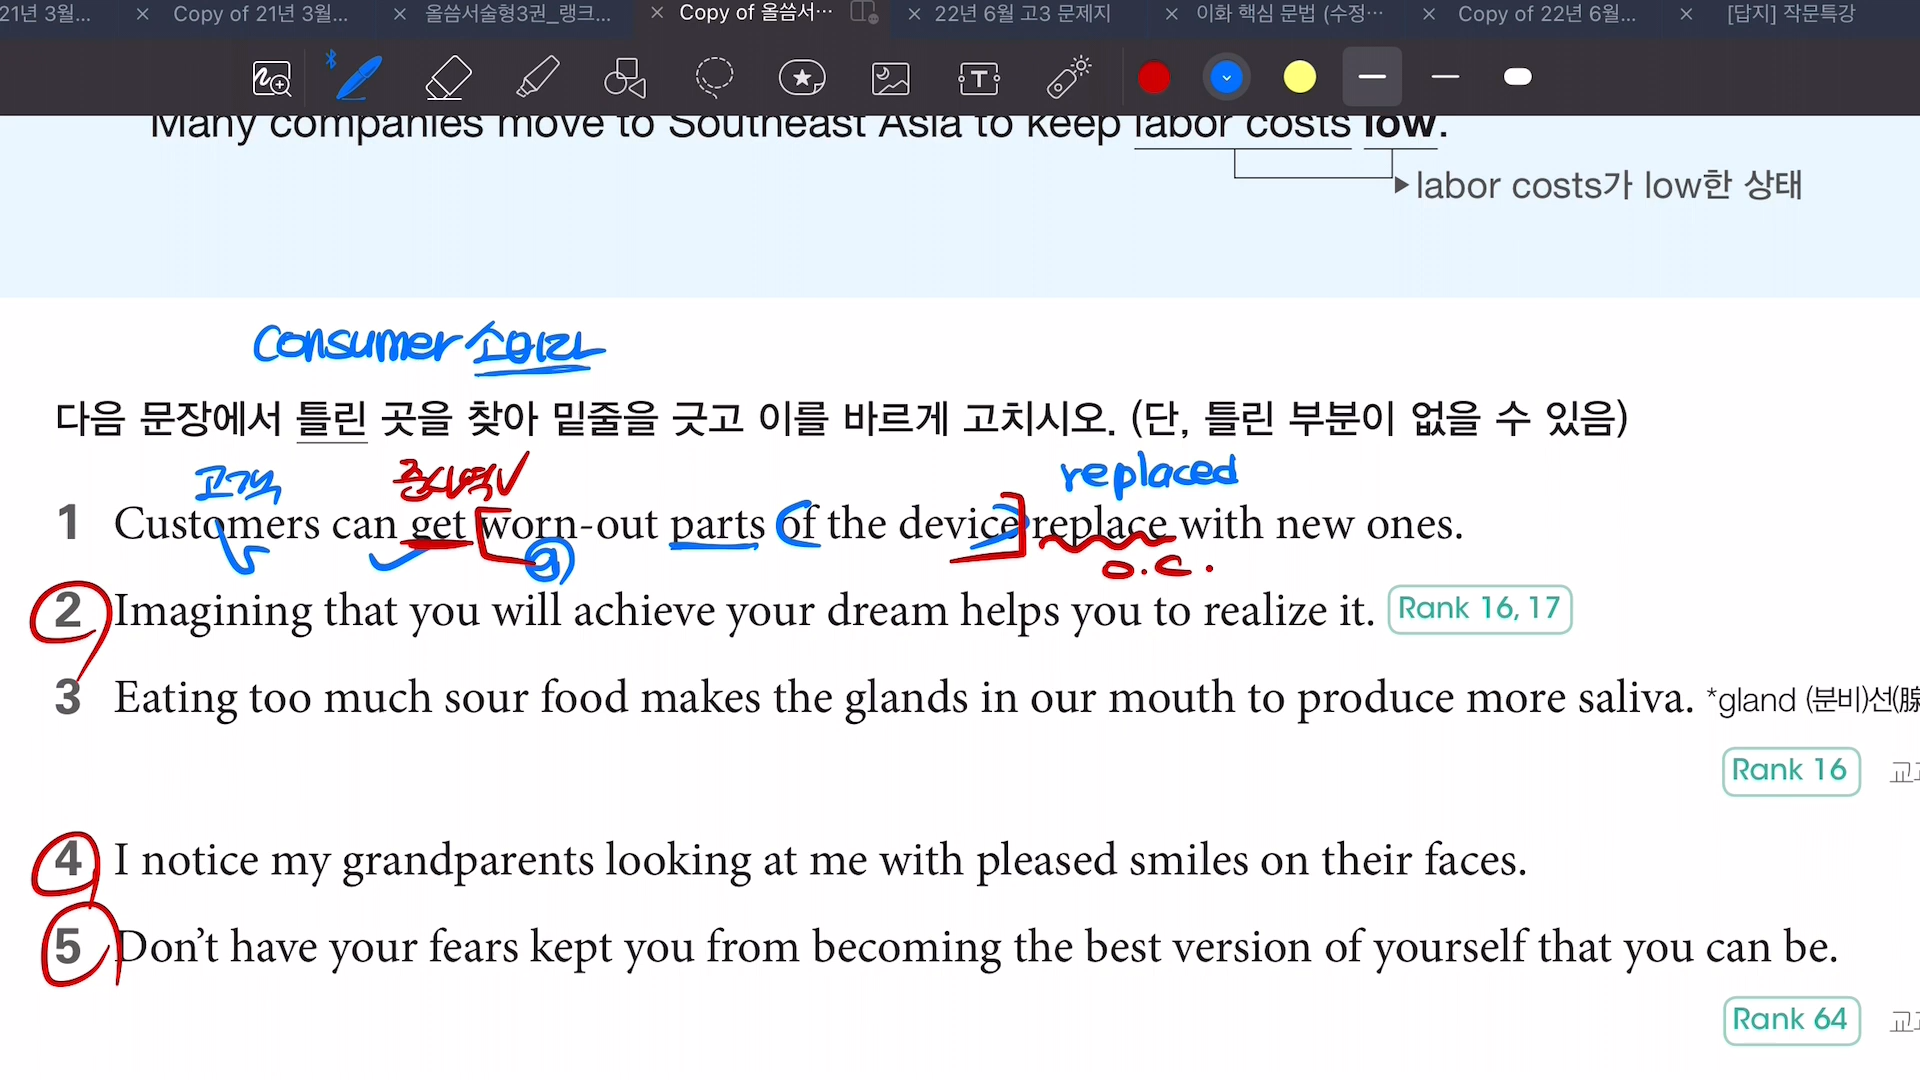 21년 3월... × Copy of 21년 3월... × 올씀서술형3권_랭크... × Copy of 올씀서... × 22년 6월 고3 문제지 × 이화 핵심 문법 (수정... × Copy of 22년 6월... × [답지] 작문특강
Many companies move to Southeast Asia to keep labor costs low.
▶labor costs가 low한 상태
Consumer 소비자
다음 문장에서 틀린 곳을 찾아 밑줄을 긋고 이를 바르게 고치시오. (단, 틀린 부분이 없을 수 있음)
고객 준사역V replaced
1 Customers can get worn-out parts of the device replace with new ones.
O.C.
2 Imagining that you will achieve your dream helps you to realize it. Rank 16, 17
3 Eating too much sour food makes the glands in our mouth to produce more saliva. *gland (분비)선(腺
Rank 16
4 I notice my grandparents looking at me with pleased smiles on their faces.
5 Don't have your fears kept you from becoming the best version of yourself that you can be.
Rank 64